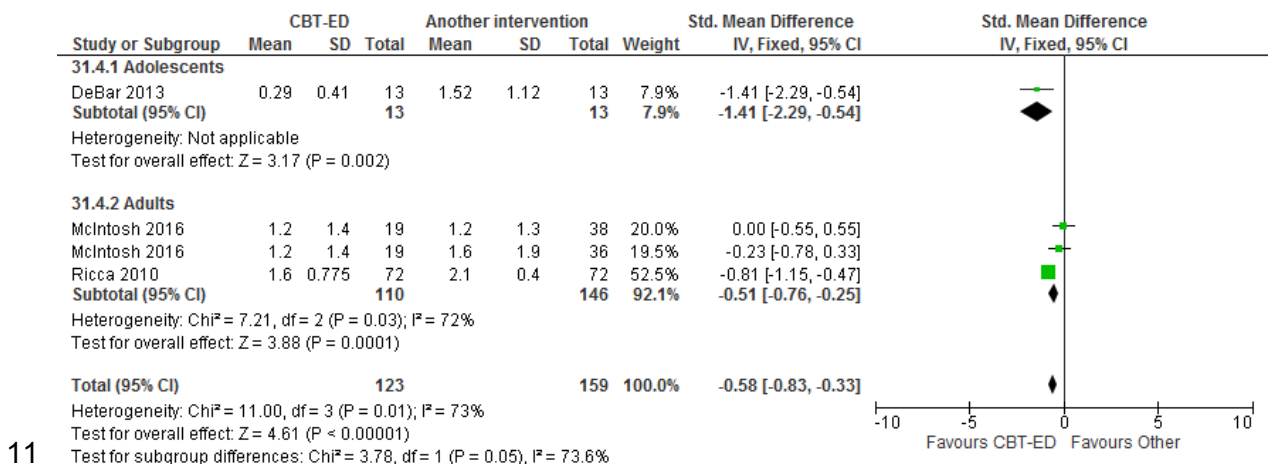 CBT-ED Another intervention Std. Mean Difference Std. Mean Difference
Study or Subgroup Mean SD Total Mean SD Total Weight IV, Fixed, 95% CI IV, Fixed, 95% CI
31.4.1 Adolescents
DeBar 2013 0.29 0.41 13 1.52 1.12 13 7.9% -1.41 [-2.29, -0.54]
Subtotal (95% CI) 13 13 7.9% -1.41 [-2.29, -0.54]
Heterogeneity: Not applicable
Test for overall effect: Z = 3.17 (P = 0.002)
31.4.2 Adults
McIntosh 2016 1.2 1.4 19 1.2 1.3 38 20.0% 0.00 [-0.55, 0.55]
McIntosh 2016 1.2 1.4 19 1.6 1.9 36 19.5% -0.23 [-0.78, 0.33]
Ricca 2010 1.6 0.775 72 2.1 0.4 72 52.5% -0.81 [-1.15, -0.47]
Subtotal (95% CI) 110 146 92.1% -0.51 [-0.76, -0.25]
Heterogeneity: Chi² = 7.21, df = 2 (P = 0.03); I² = 72%
Test for overall effect: Z = 3.88 (P = 0.0001)
Total (95% CI) 123 159 100.0% -0.58 [-0.83, -0.33]
Heterogeneity: Chi² = 11.00, df = 3 (P = 0.01); I² = 73%
Test for overall effect: Z = 4.61 (P < 0.00001)
11 Test for subgroup differences: Chi² = 3.78, df = 1 (P = 0.05), I² = 73.6%
-10 -5 0 5 10
Favours CBT-ED Favours Other